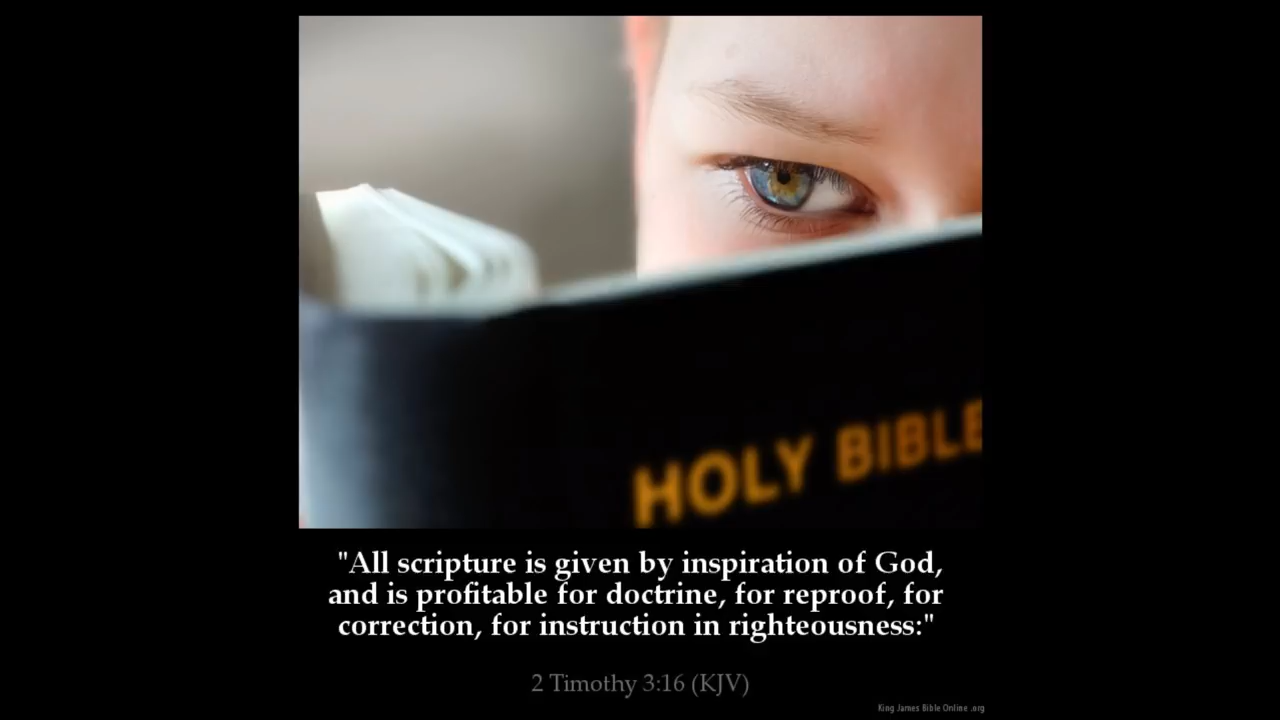 HOLY BIBLE
"All scripture is given by inspiration of God,
and is profitable for doctrine, for reproof, for
correction, for instruction in righteousness:"
2 Timothy 3:16 (KJV)
King James Bible Online .org